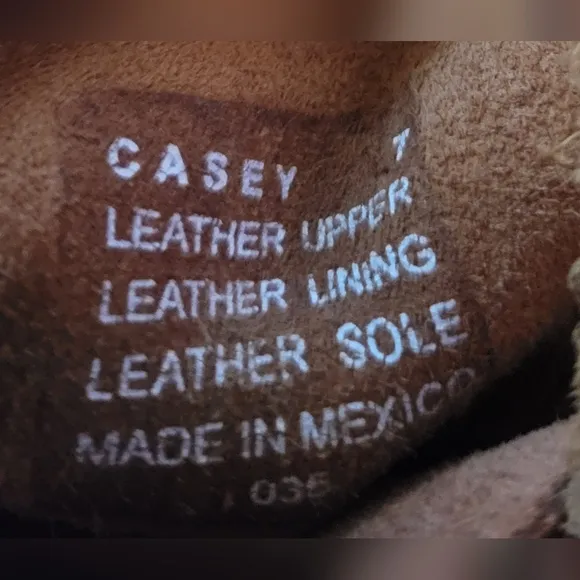 CASEY 7
LEATHER UPPER
LEATHER LINING
LEATHER SOLE
MADE IN MEXICO